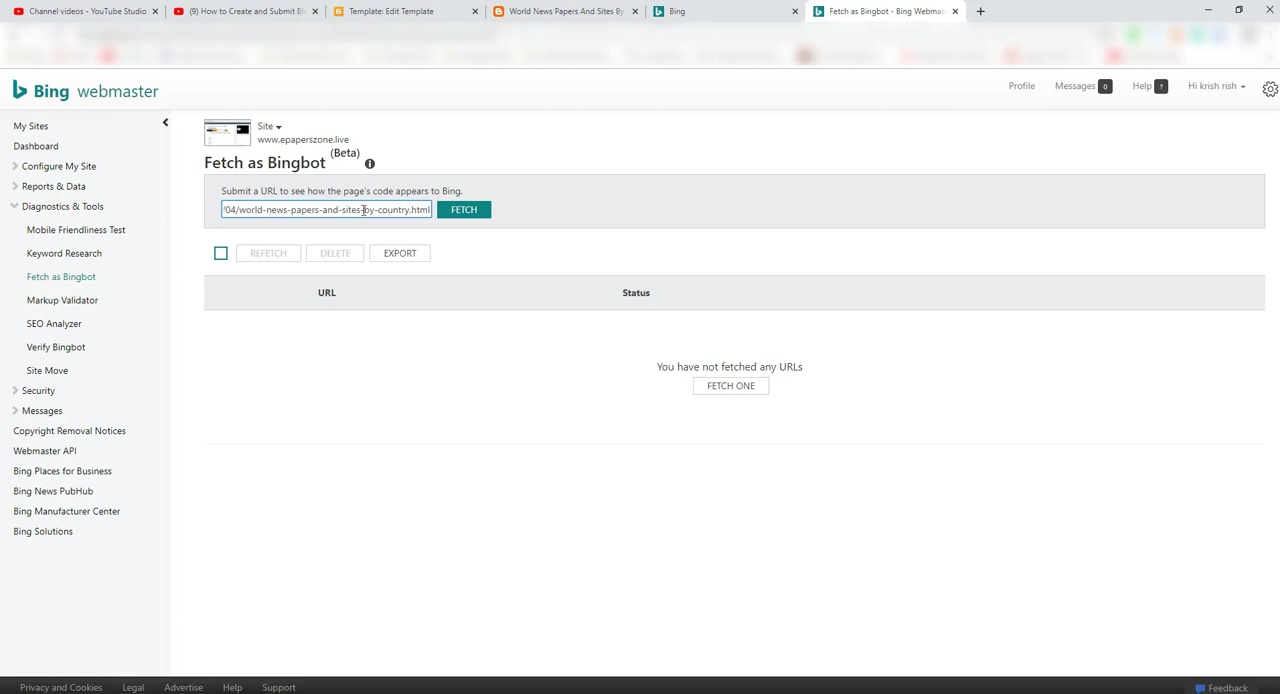 Channel videos - YouTube Studio
(9) How to Create and Submit Bl
Template: Edit Template
World News Papers And Sites By
Bing
Fetch as Bingbot - Bing Webmas
Bing webmaster
Profile
Messages 0
Help ?
Hi krish rish
My Sites
Dashboard
Configure My Site
Reports & Data
Diagnostics & Tools
Mobile Friendliness Test
Keyword Research
Fetch as Bingbot
Markup Validator
SEO Analyzer
Verify Bingbot
Site Move
Security
Messages
Copyright Removal Notices
Webmaster API
Bing Places for Business
Bing News PubHub
Bing Manufacturer Center
Bing Solutions
Site
www.epaperszone.live
Fetch as Bingbot (Beta)
Submit a URL to see how the page's code appears to Bing.
/04/world-news-papers-and-sites-by-country.html
FETCH
REFETCH
DELETE
EXPORT
URL
Status
You have not fetched any URLs
FETCH ONE
Privacy and Cookies
Legal
Advertise
Help
Support
Feedback